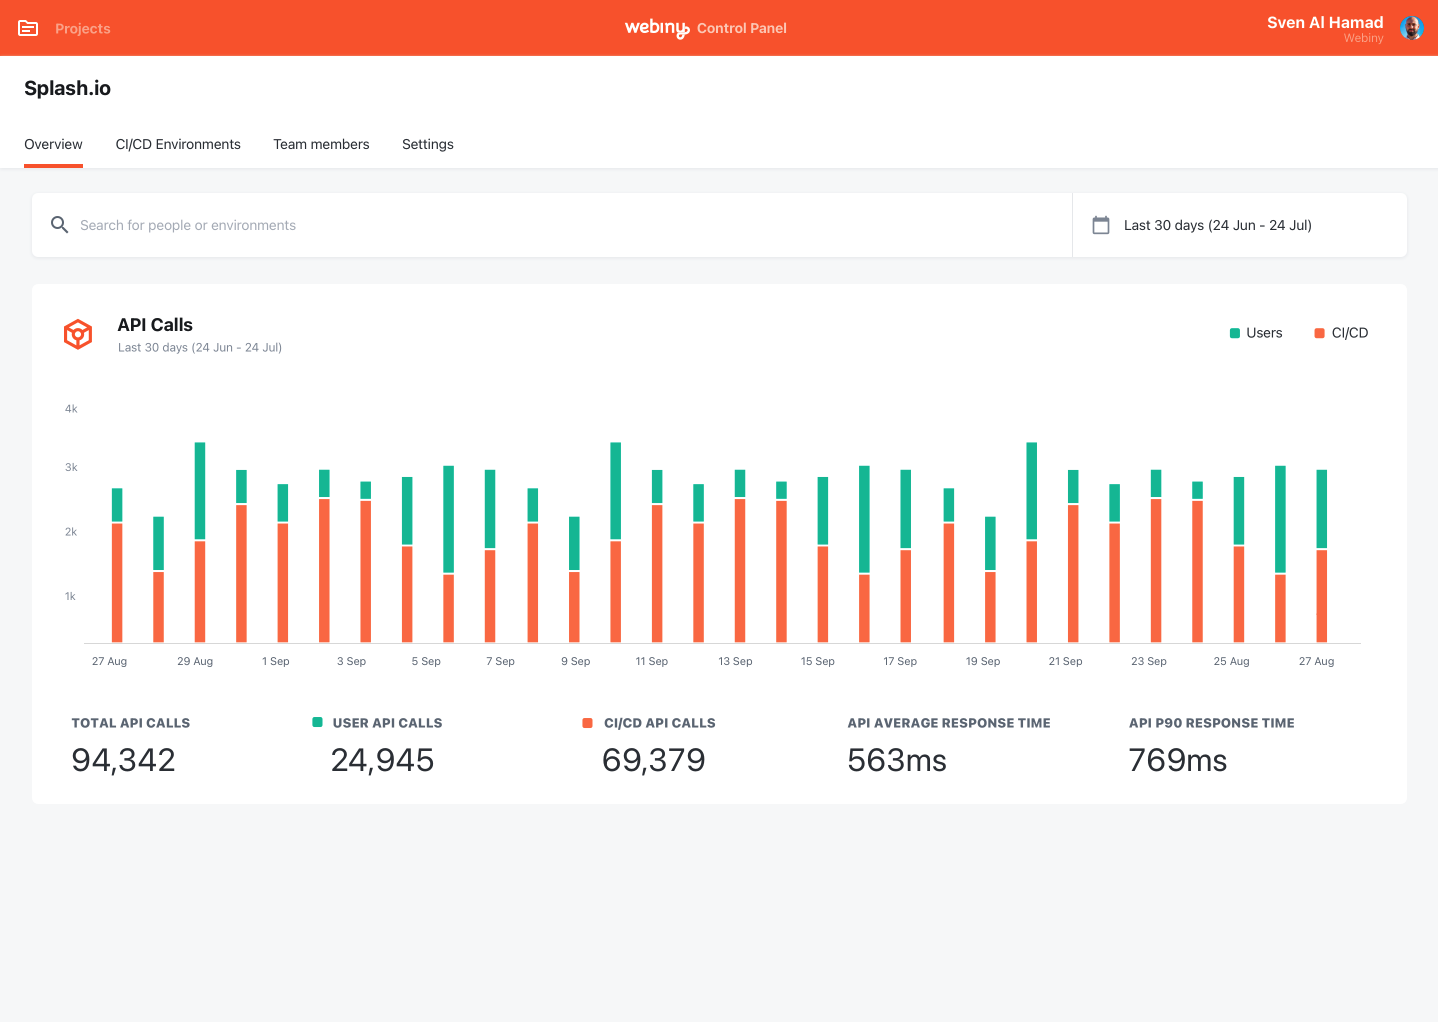 Projects
webiny Control Panel
Sven Al Hamad
Webiny
Splash.io
Overview CI/CD Environments Team members Settings
Search for people or environments
Last 30 days (24 Jun - 24 Jul)
API Calls
Last 30 days (24 Jun - 24 Jul)
Users CI/CD
4k
3k
2k
1k
27 Aug 29 Aug 1 Sep 3 Sep 5 Sep 7 Sep 9 Sep 11 Sep 13 Sep 15 Sep 17 Sep 19 Sep 21 Sep 23 Sep 25 Aug 27 Aug
TOTAL API CALLS
94,342
USER API CALLS
24,945
CI/CD API CALLS
69,379
API AVERAGE RESPONSE TIME
563ms
API P90 RESPONSE TIME
769ms